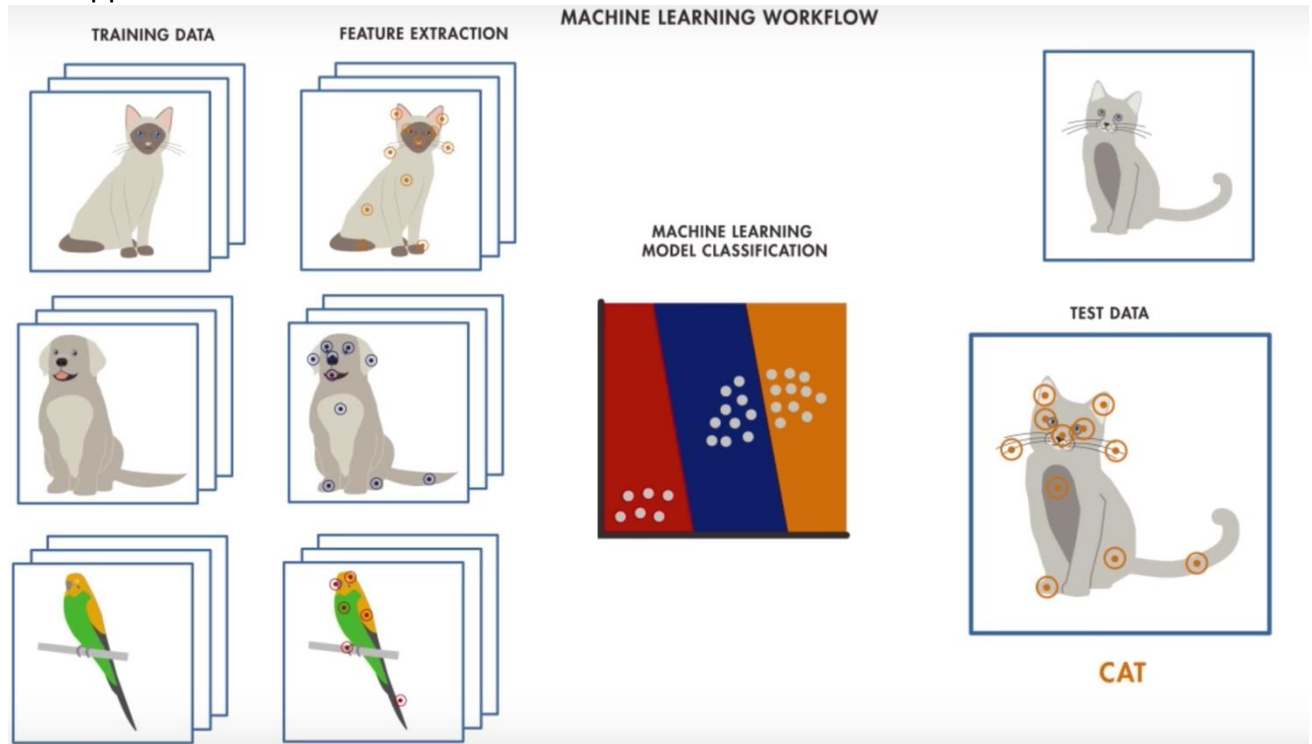 MACHINE LEARNING WORKFLOW
TRAINING DATA
FEATURE EXTRACTION
MACHINE LEARNING
MODEL CLASSIFICATION
TEST DATA
CAT